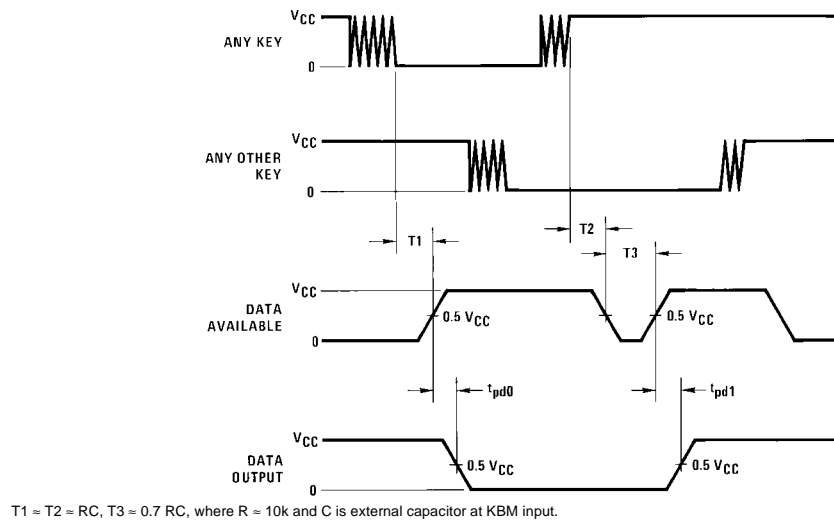 VCC
ANY KEY
0
VCC
ANY OTHER
KEY
0
T1
T2
T3
VCC
DATA
AVAILABLE
0.5 VCC
0.5 VCC
0
tpd0
tpd1
VCC
DATA
OUTPUT
0.5 VCC
0.5 VCC
0
T1 ≈ T2 ≈ RC, T3 ≈ 0.7 RC, where R ≈ 10k and C is external capacitor at KBM input.